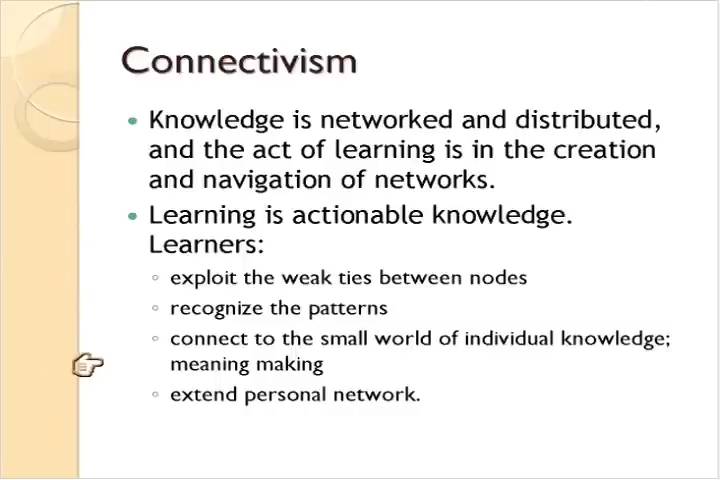 Connectivism
• Knowledge is networked and distributed,
and the act of learning is in the creation
and navigation of networks.
• Learning is actionable knowledge.
Learners:
◦ exploit the weak ties between nodes
◦ recognize the patterns
◦ connect to the small world of individual knowledge;
meaning making
◦ extend personal network.